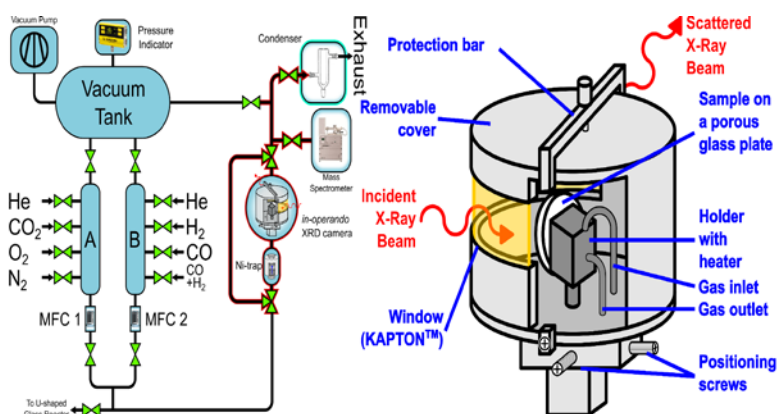 Vacuum Pump
Pressure
Indicator
Vacuum
Tank
Condenser
Exhaust
Mass
Spectrometer
in-operando
XRD camera
Ni-trap
He
CO2
O2
N2
A
B
He
H2
CO
CO
+H2
MFC 1
MFC 2
To U-shaped
Glass Reactor
Protection bar
Scattered
X-Ray
Beam
Removable
cover
Sample on
a porous
glass plate
Incident
X-Ray
Beam
Holder
with
heater
Gas inlet
Gas outlet
Window
(KAPTON™)
Positioning
screws